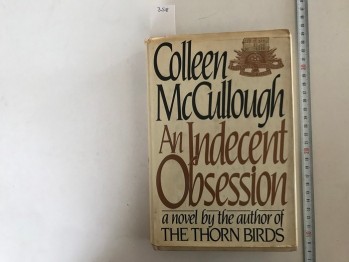 Colleen
McCullough
An Indecent
Obsession
a novel by the author of
THE THORN BIRDS